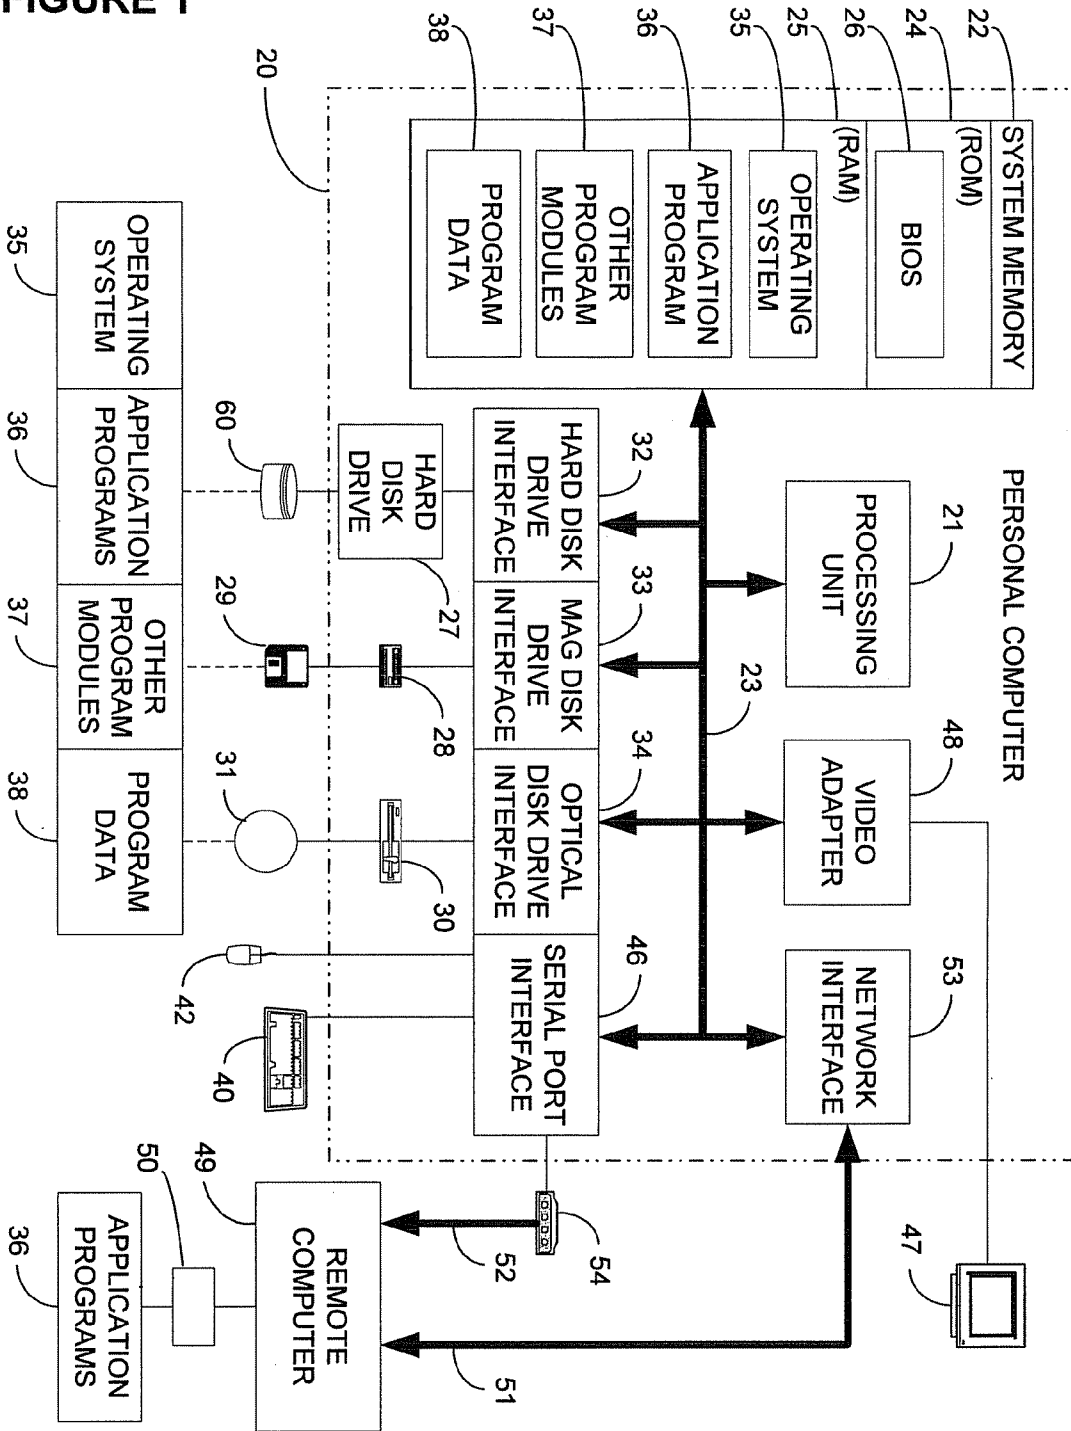 FIGURE 1
PERSONAL COMPUTER
22
24
26
25
35
36
37
38
20
SYSTEM MEMORY
(ROM)
BIOS
(RAM)
OPERATING
SYSTEM
APPLICATION
PROGRAM
OTHER
PROGRAM
MODULES
PROGRAM
DATA
21
PROCESSING
UNIT
48
VIDEO
ADAPTER
53
NETWORK
INTERFACE
47
23
32
HARD DISK
DRIVE
INTERFACE
33
MAG DISK
DRIVE
INTERFACE
34
OPTICAL
DISK DRIVE
INTERFACE
46
SERIAL PORT
INTERFACE
HARD
DISK
DRIVE
27
28
30
54
60
29
31
42
40
52
51
OPERATING
SYSTEM
35
APPLICATION
PROGRAMS
36
OTHER
PROGRAM
MODULES
37
PROGRAM
DATA
38
49
REMOTE
COMPUTER
50
APPLICATION
PROGRAMS
36